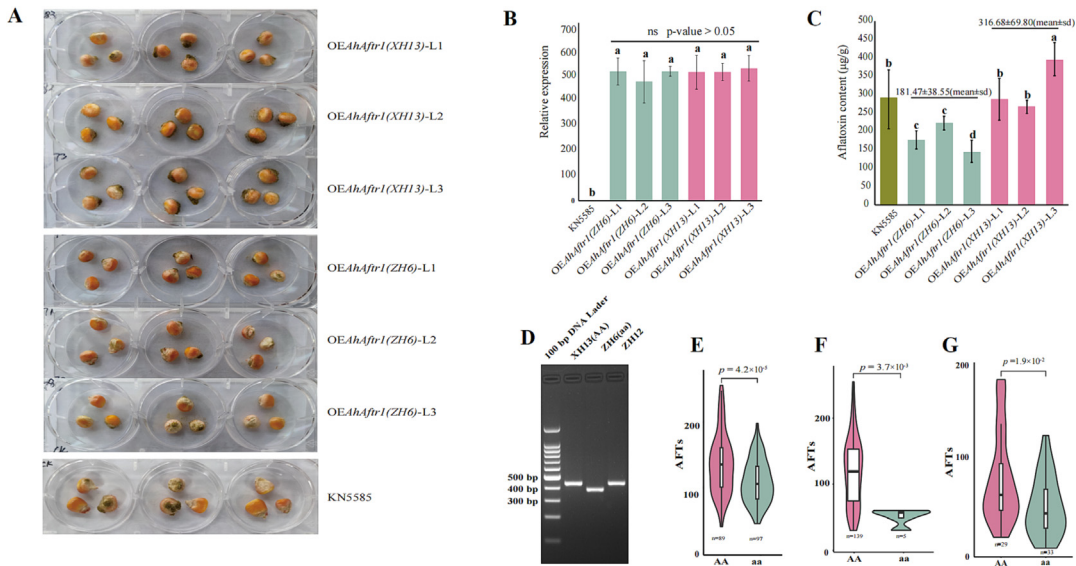 A
OEAhAftr1(XH13)-L1
OEAhAftr1(XH13)-L2
OEAhAftr1(XH13)-L3
OEAhAftr1(ZH6)-L1
OEAhAftr1(ZH6)-L2
OEAhAftr1(ZH6)-L3
KN5585
B
ns p-value > 0.05
Relative expression
700
600
500
400
300
200
100
0
b
a
a
a
a
a
a
KN5585
OEAhAftr1(ZH6)-L1
OEAhAftr1(ZH6)-L2
OEAhAftr1(ZH6)-L3
OEAhAftr1(XH13)-L1
OEAhAftr1(XH13)-L2
OEAhAftr1(XH13)-L3
C
316.68±69.80(mean±sd)
181.47±38.55(mean±sd)
Aflatoxin content (μg/g)
500
450
400
350
300
250
200
150
100
50
0
b
c
c
d
b
b
a
KN5585
OEAhAftr1(ZH6)-L1
OEAhAftr1(ZH6)-L2
OEAhAftr1(ZH6)-L3
OEAhAftr1(XH13)-L1
OEAhAftr1(XH13)-L2
OEAhAftr1(XH13)-L3
D
100 bp DNA Lader
XH13(AA)
ZH6(aa)
ZH12
500 bp
400 bp
300 bp
E
AFTs
200
100
0
n=89
n=97
AA
aa
F
p = 3.7×10⁻³
AFTs
200
100
0
n=139
n=5
AA
aa
G
p=1.9×10⁻²
AFTs
200
100
0
n=29
n=33
AA
aa